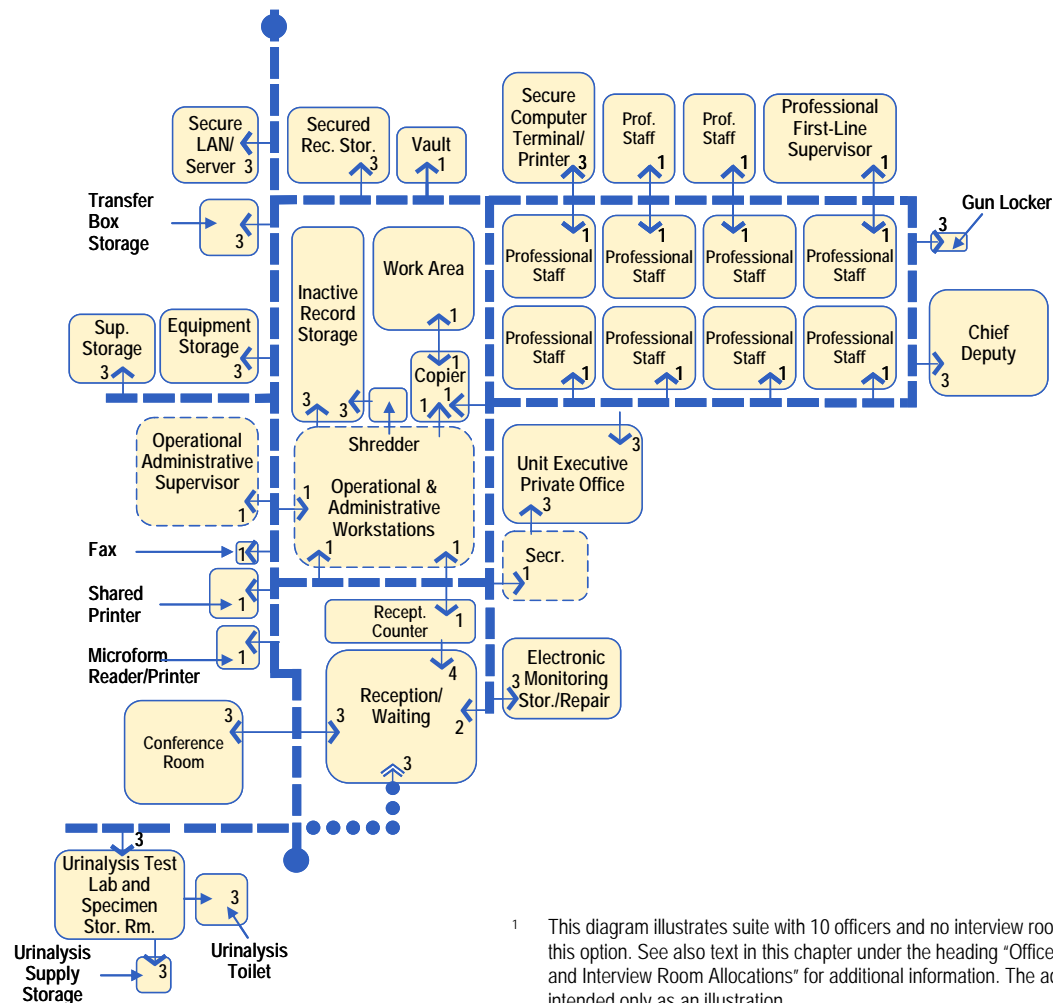 Secure
LAN/
Server 3
Secured
Rec. Stor.
3
Vault
1
Secure
Computer
Terminal/
Printer 3
Prof.
Staff
1
Prof.
Staff
1
Professional
First-Line
Supervisor
1
Transfer
Box
Storage
3
Gun Locker
3
Inactive
Record
Storage
3
3
Work Area
1
1
Professional
Staff
1
Professional
Staff
1
Professional
Staff
1
Professional
Staff
Sup.
Storage
3
Equipment
Storage
3
1
Copier
1
1
Professional
Staff
1
Professional
Staff
1
Professional
Staff
1
Professional
Staff
1
Chief
Deputy
3
Operational
Administrative
Supervisor
1
Shredder
1
Operational &
Administrative
Workstations
1
1
3
Unit Executive
Private Office
3
Fax
1
Secr.
1
Shared
Printer
1
Recept.
Counter
1
Microform
Reader/Printer
1
4
Reception/
Waiting
3
2
3
Electronic
Monitoring
Stor./Repair
3
Conference
Room
3
3
Urinalysis Test
Lab and
Specimen
Stor. Rm.
3
Urinalysis
Toilet
Urinalysis
Supply
Storage
3
1 This diagram illustrates suite with 10 officers and no interview roo
this option. See also text in this chapter under the heading “Office
and Interview Room Allocations” for additional information. The ad
intended only as an illustration